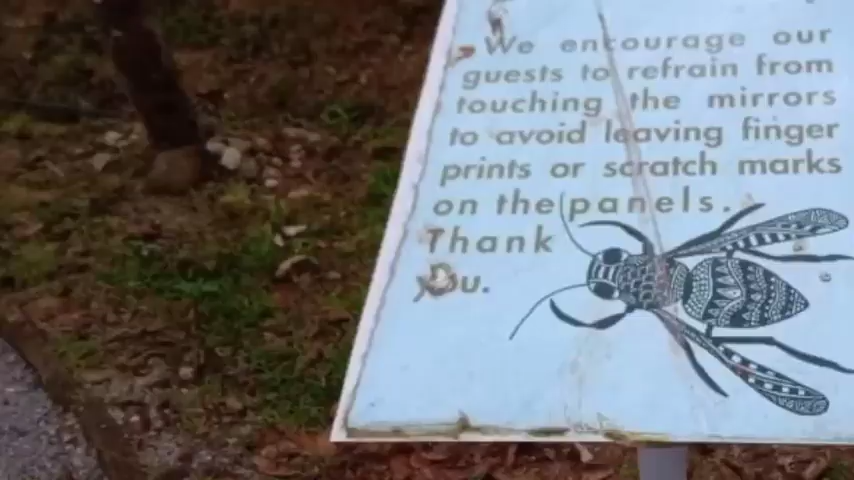 We encourage our
guests to refrain from
touching the mirrors
to avoid leaving finger
prints or scratch marks
on the panels.
Thank
you.